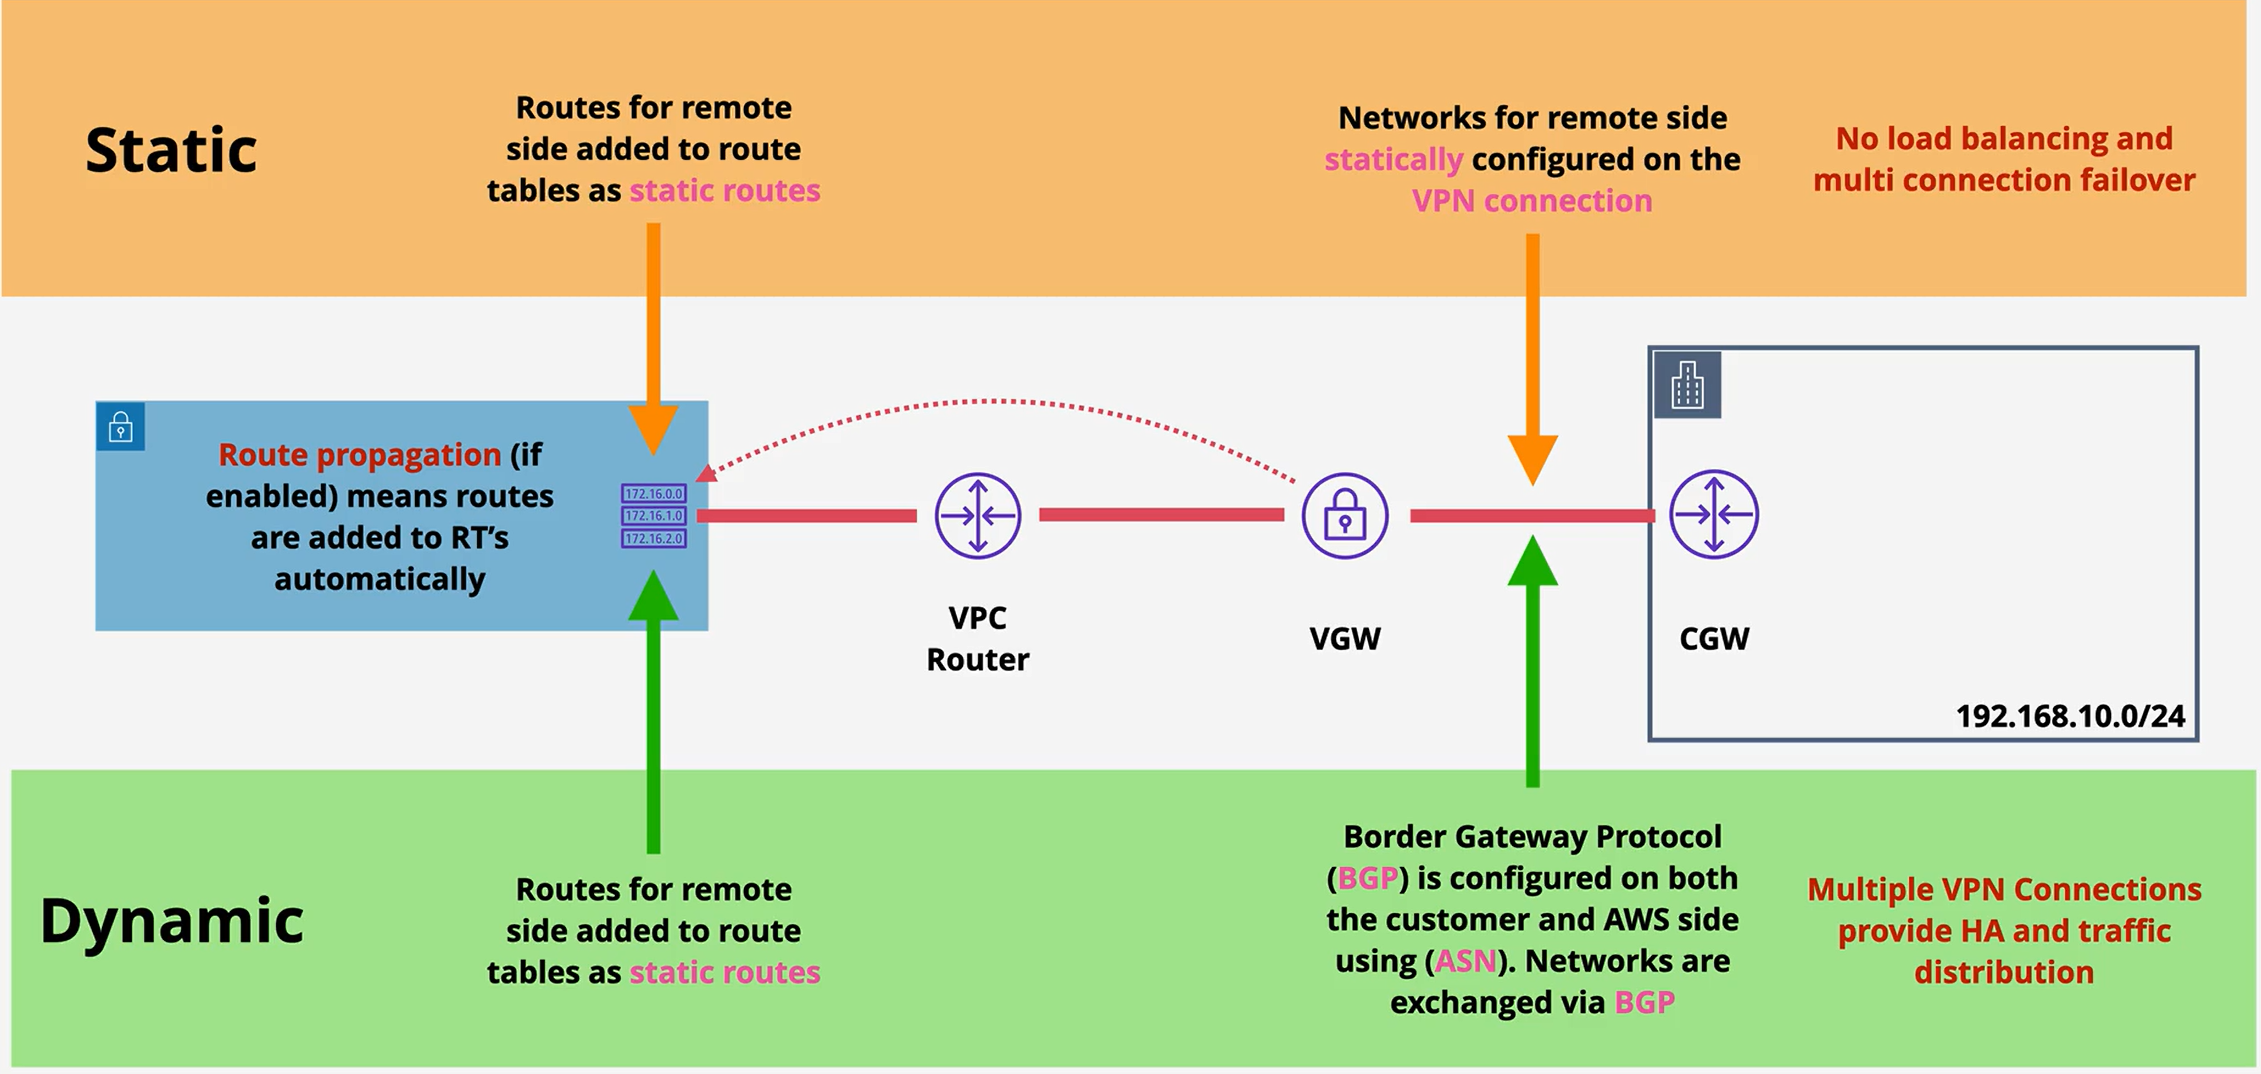 Static
Routes for remote
side added to route
tables as static routes
Networks for remote side
statically configured on the
VPN connection
No load balancing and
multi connection failover
Route propagation (if
enabled) means routes
are added to RT’s
automatically
172.16.0.0
172.16.1.0
172.16.2.0
VPC
Router
VGW
CGW
192.168.10.0/24
Dynamic
Routes for remote
side added to route
tables as static routes
Border Gateway Protocol
(BGP) is configured on both
the customer and AWS side
using (ASN). Networks are
exchanged via BGP
Multiple VPN Connections
provide HA and traffic
distribution